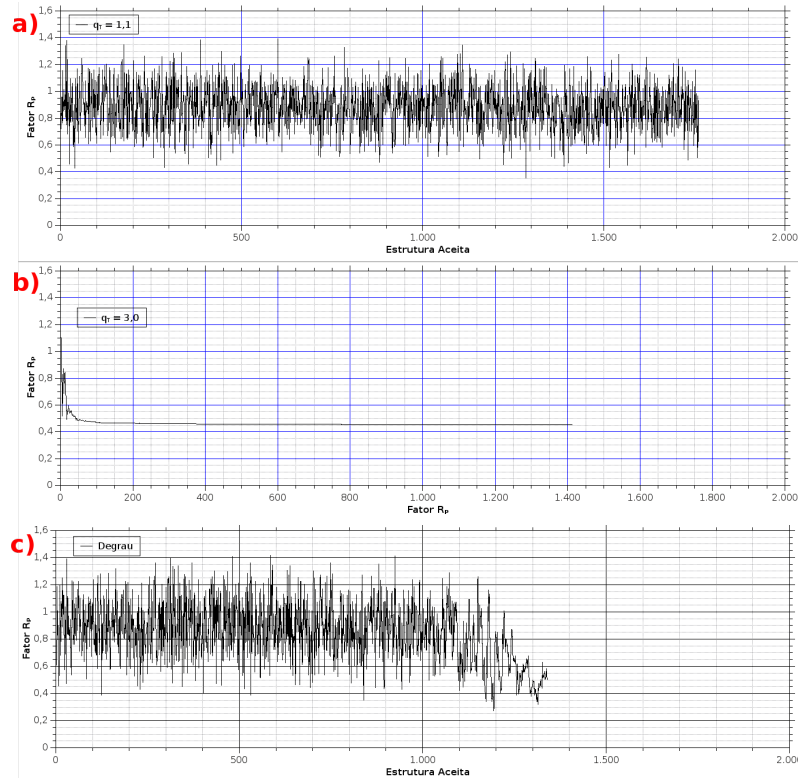 a)
qT = 1,1
Fator RP
1,6
1,4
1,2
1
0,8
0,6
0,4
0,2
0
0 500 1.000 1.500 2.000
Estrutura Aceita
b)
qT = 3,0
Fator RP
1,6
1,4
1,2
1
0,8
0,6
0,4
0,2
0
0 200 400 600 800 1.000 1.200 1.400 1.600 1.800 2.000
Fator RP
c)
Degrau
Fator RP
1,6
1,4
1,2
1
0,8
0,6
0,4
0,2
0
0 500 1.000 1.500 2.00
Estrutura Aceita